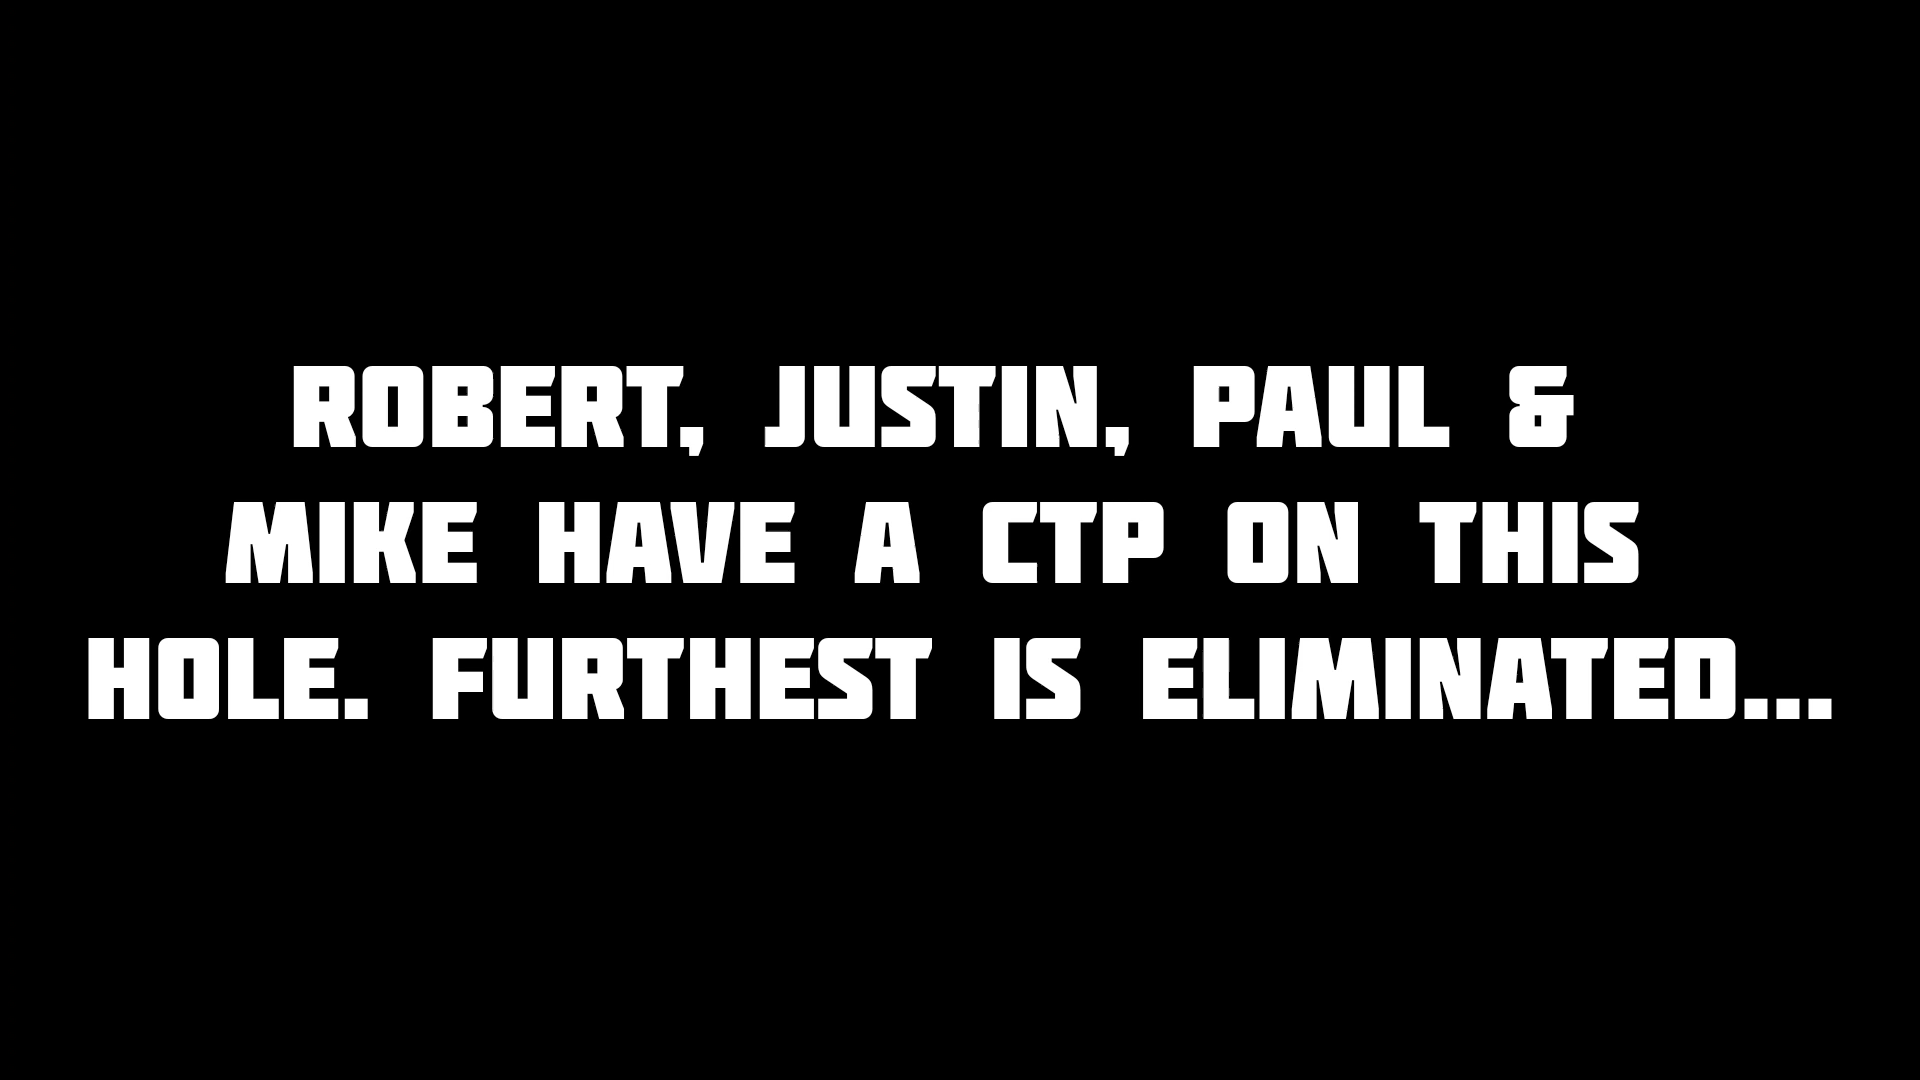 ROBERT, JUSTIN, PAUL &
MIKE HAVE A CTP ON THIS
HOLE. FURTHEST IS ELIMINATED...